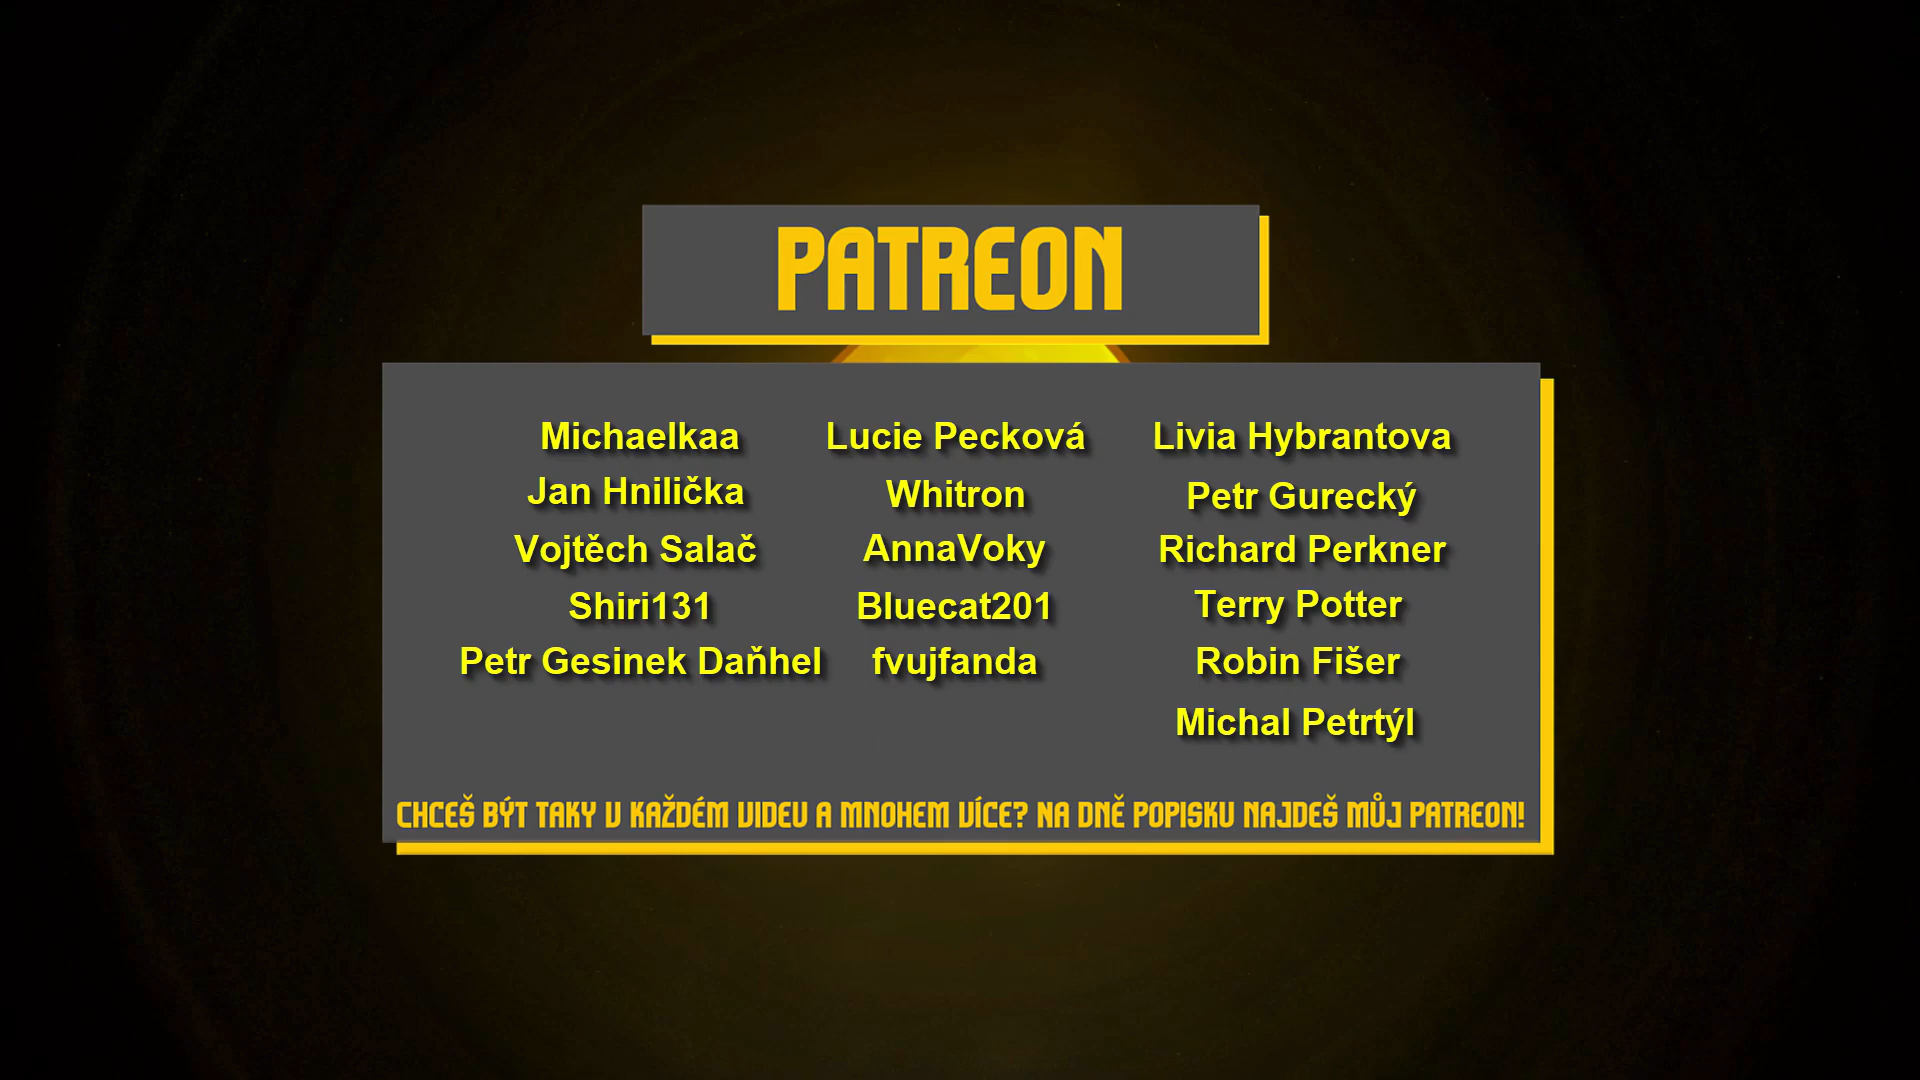 PATREON
Michaelkaa
Jan Hnilička
Vojtěch Salač
Shiri131
Petr Gesinek Daňhel
Lucie Pecková
Whitron
AnnaVoky
Bluecat201
fvujfanda
Livia Hybrantova
Petr Gurecký
Richard Perkner
Terry Potter
Robin Fišer
Michal Petrtýl
CHCEŠ BÝT TAKY V KAŽDÉM VIDEU A MNOHEM VÍCE? NA DNĚ POPISKU NAJDEŠ MŮJ PATREON!